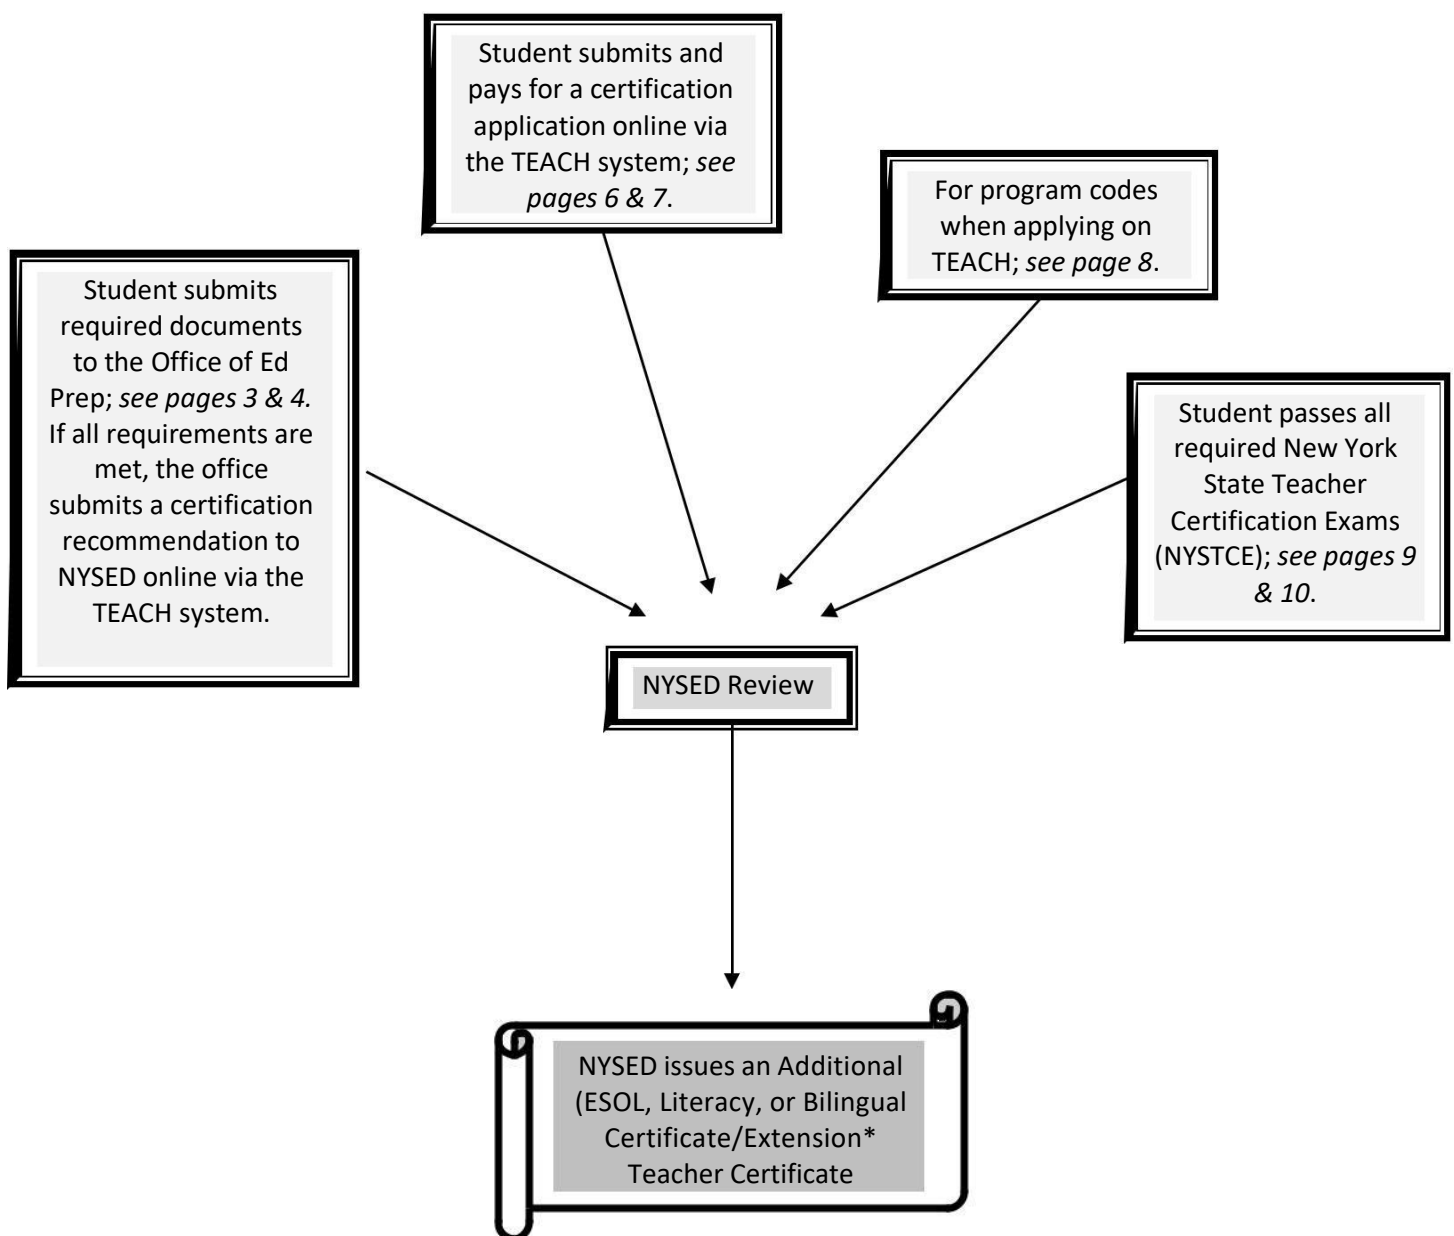 Student submits and
pays for a certification
application online via
the TEACH system; see
pages 6 & 7.
For program codes
when applying on
TEACH; see page 8.
Student submits
required documents
to the Office of Ed
Prep; see pages 3 & 4.
If all requirements are
met, the office
submits a certification
recommendation to
NYSED online via the
TEACH system.
Student passes all
required New York
State Teacher
Certification Exams
(NYSTCE); see pages 9
& 10.
NYSED Review
NYSED issues an Additional
(ESOL, Literacy, or Bilingual
Certificate/Extension*
Teacher Certificate